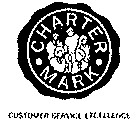 · CHARTER ·
MARK
CUSTOMER SERVICE EXCELLENCE